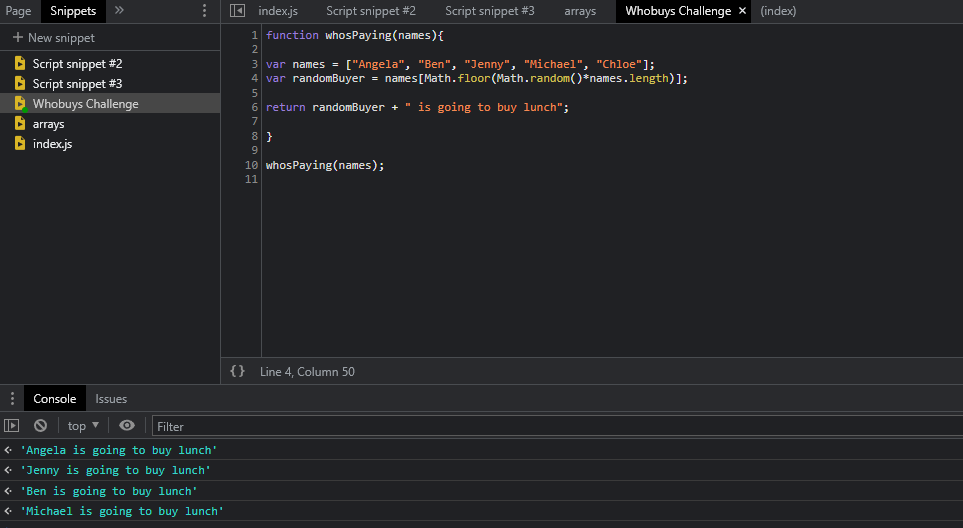 Page Snippets »
index.js Script snippet #2 Script snippet #3 arrays Whobuys Challenge × (index)
+ New snippet
Script snippet #2
Script snippet #3
Whobuys Challenge
arrays
index.js
1 function whosPaying(names){
2
3 var names = ["Angela", "Ben", "Jenny", "Michael", "Chloe"];
4 var randomBuyer = names[Math.floor(Math.random()*names.length)];
5
6 return randomBuyer + " is going to buy lunch";
7
8 }
9
10 whosPaying(names);
11
{} Line 4, Column 50
Console Issues
top ▼ Filter
'Angela is going to buy lunch'
'Jenny is going to buy lunch'
'Ben is going to buy lunch'
'Michael is going to buy lunch'